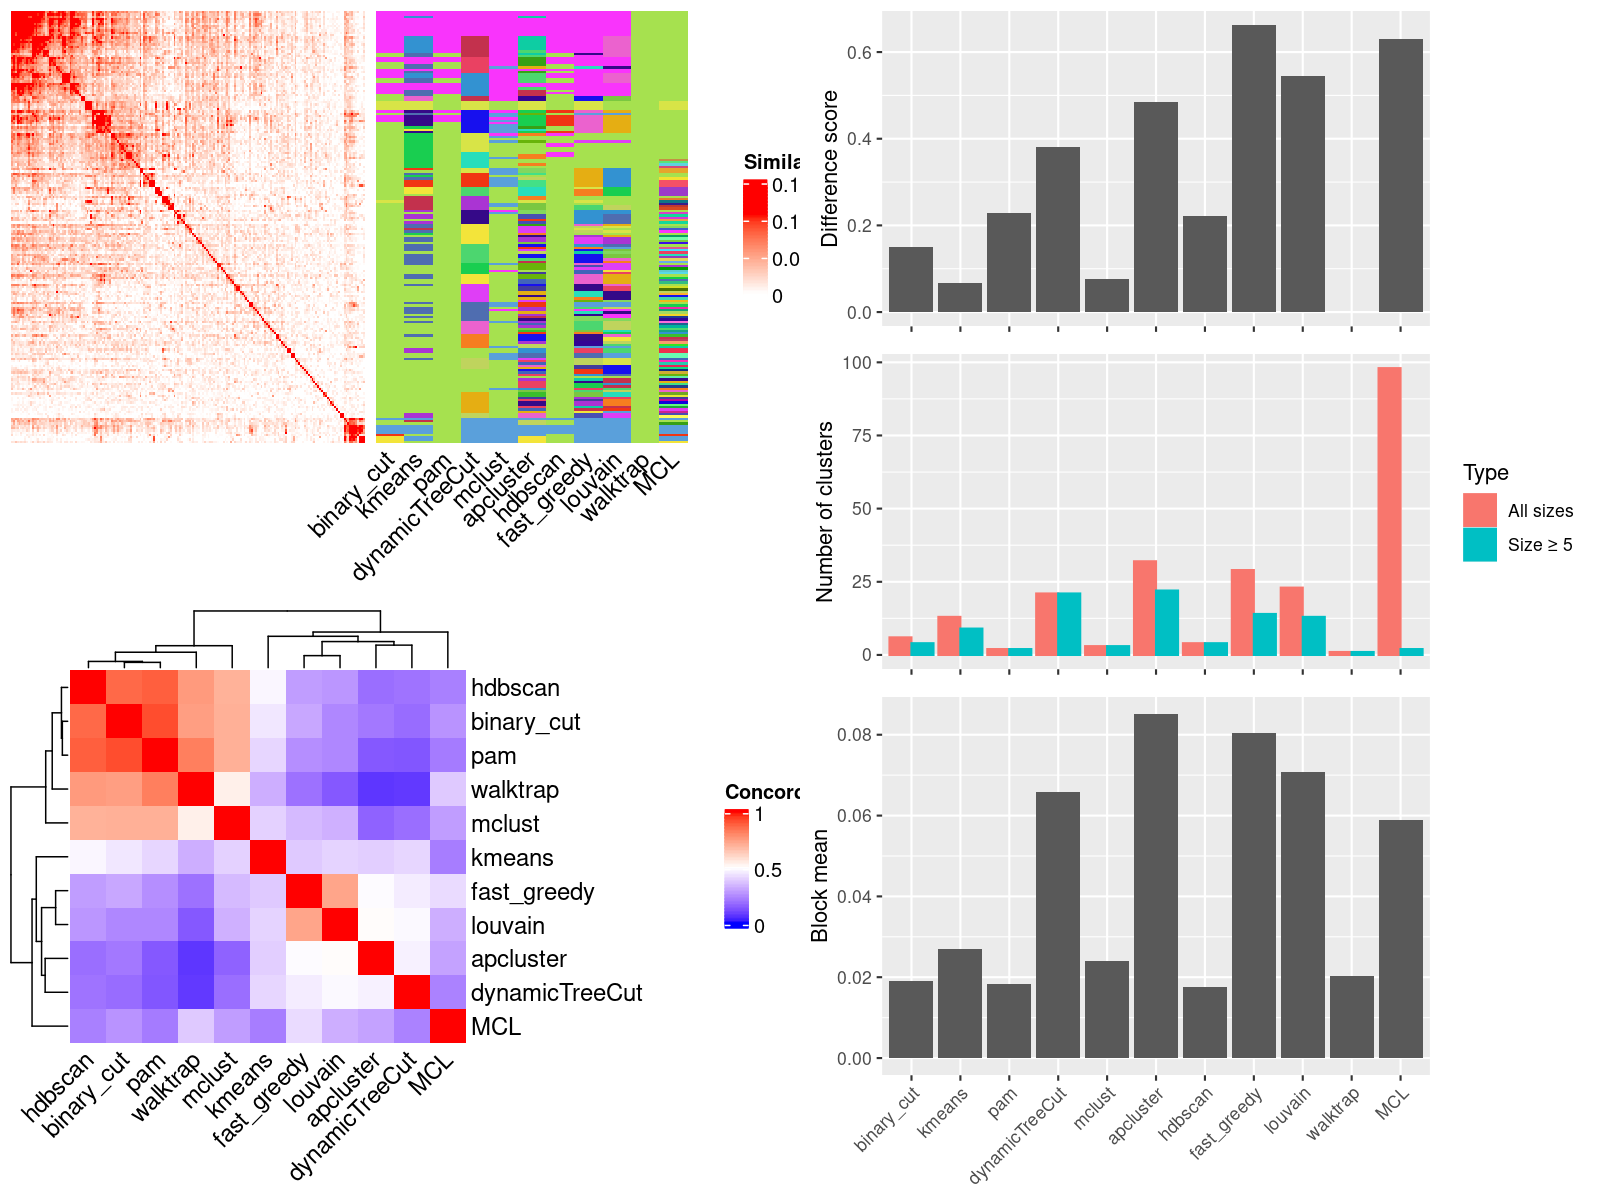 Simila
0.1
0.1
0.0
0
binary_cut
kmeans
pam
dynamicTreeCut
mclust
apcluster
hdbscan
fast_greedy
louvain
walktrap
MCL
hdbscan
binary_cut
pam
walktrap
mclust
kmeans
fast_greedy
louvain
apcluster
dynamicTreeCut
MCL
hdbscan
binary_cut
pam
walktrap
mclust
kmeans
fast_greedy
louvain
apcluster
dynamicTreeCut
MCL
Concord
1
0.5
0
Difference score
0.6
0.4
0.2
0.0
Number of clusters
100
75
50
25
0
Type
All sizes
Size ≥ 5
Block mean
0.08
0.06
0.04
0.02
0.00
binary_cut
kmeans
pam
dynamicTreeCut
mclust
apcluster
hdbscan
fast_greedy
louvain
walktrap
MCL